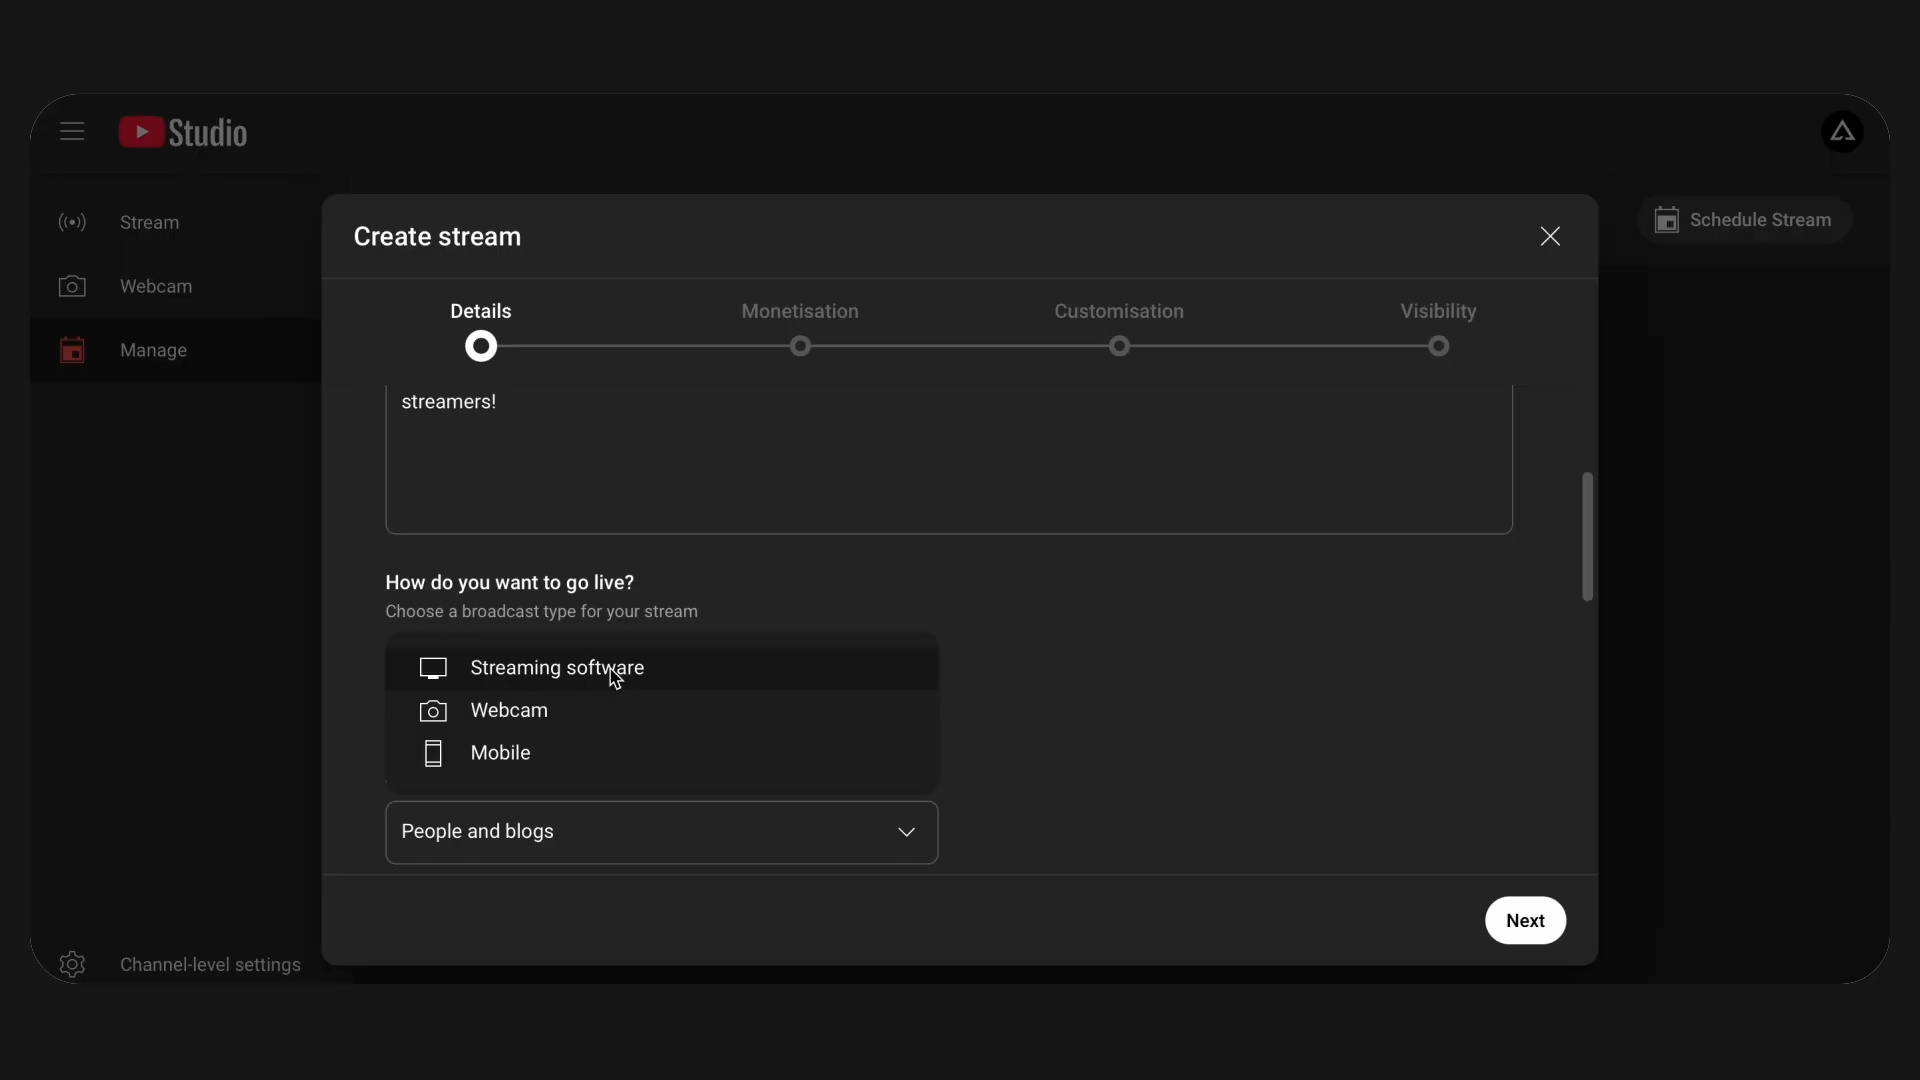 Studio
Stream
Webcam
Manage
Schedule Stream
Create stream
Details
Monetisation
Customisation
Visibility
streamers!
How do you want to go live?
Choose a broadcast type for your stream
Streaming software
Webcam
Mobile
People and blogs
Next
Channel-level settings